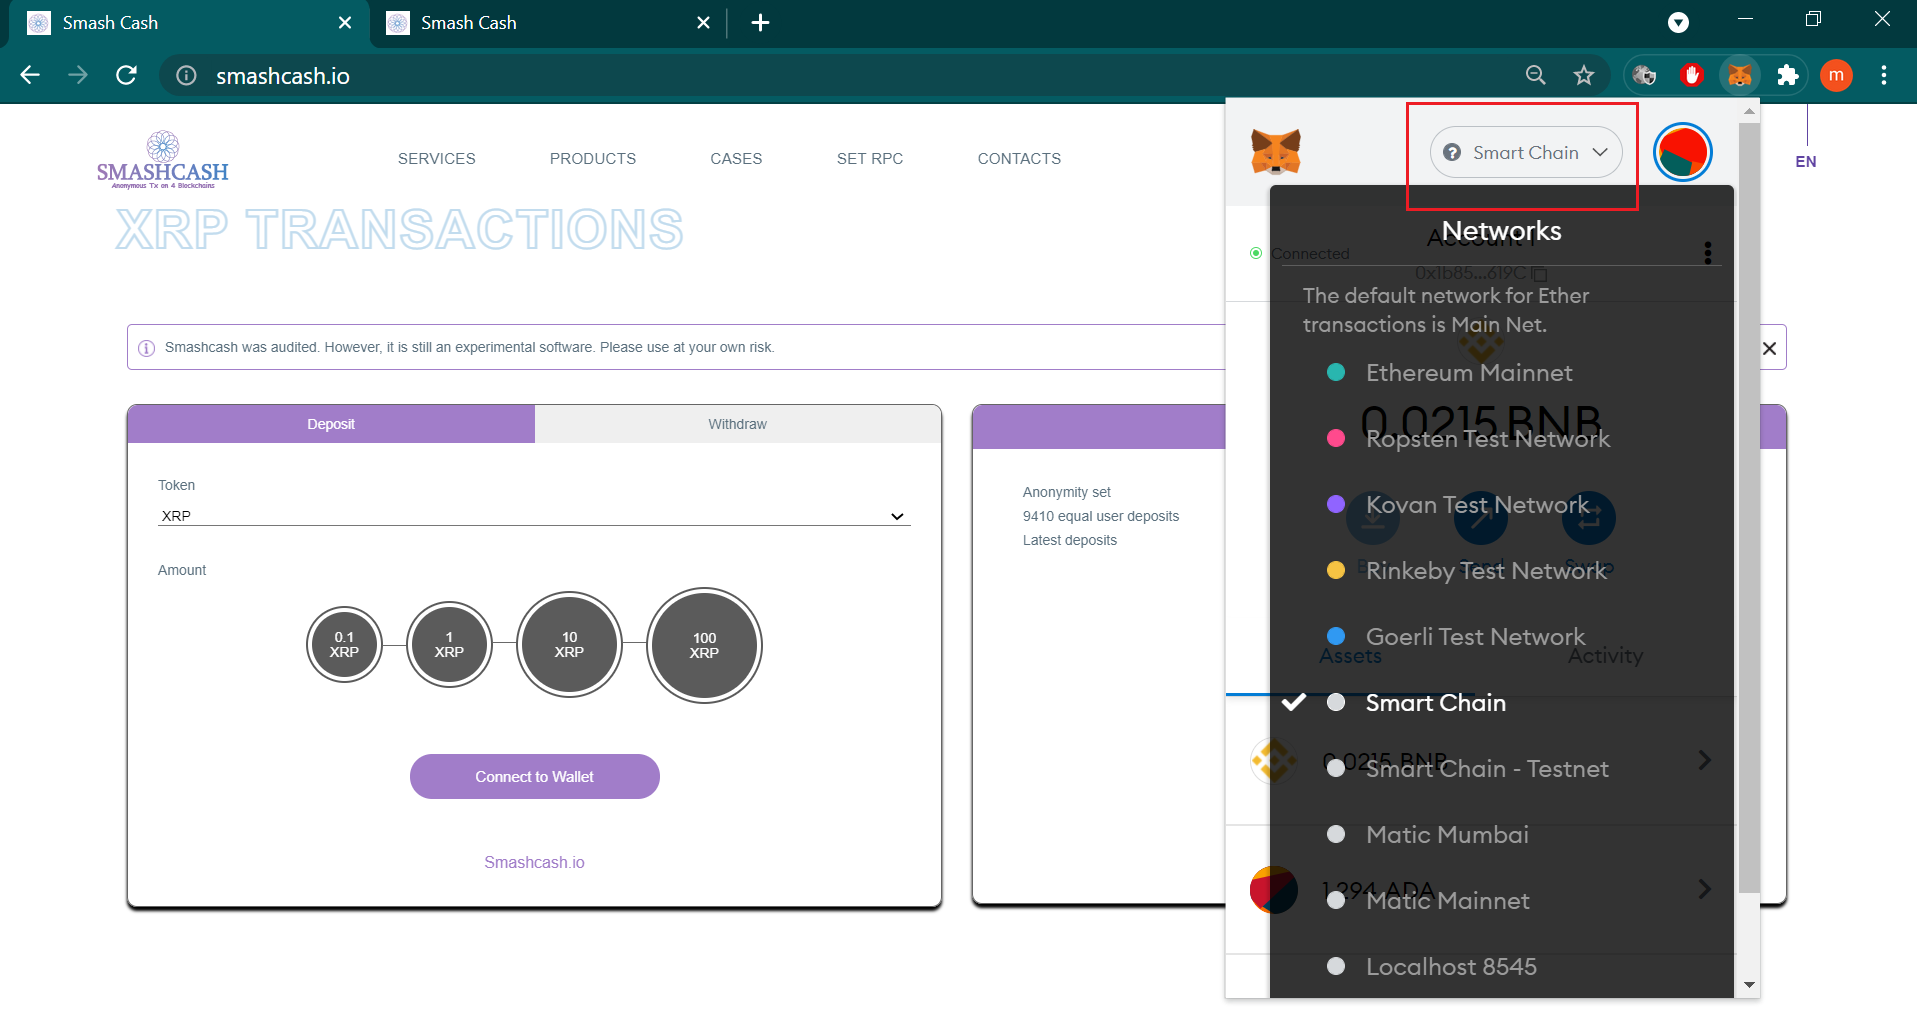 Smash Cash
Smash Cash
smashcash.io
m
SMASHCASH
Anonymous Tx on 4 Blockchains
SERVICES
PRODUCTS
CASES
SET RPC
CONTACTS
EN
XRP TRANSACTIONS
Smashcash was audited. However, it is still an experimental software. Please use at your own risk.
Deposit
Withdraw
Token
XRP
Amount
0.1
XRP
1
XRP
10
XRP
100
XRP
Connect to Wallet
Smashcash.io
Anonymity set
9410 equal user deposits
Latest deposits
Smart Chain
Networks
Account 1
Connected
0x1b85...619C
The default network for Ether
transactions is Main Net.
Ethereum Mainnet
0.0215 BNB
Ropsten Test Network
Kovan Test Network
Send
Swap
Rinkeby Test Network
Goerli Test Network
Assets
Activity
Smart Chain
0.0215 BNB
Smart Chain - Testnet
Matic Mumbai
1.294 ADA
Matic Mainnet
Localhost 8545